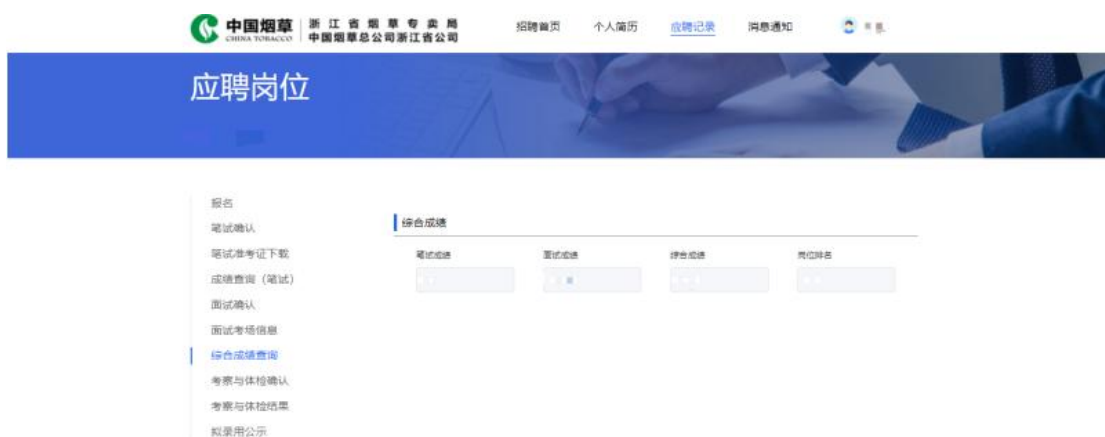 中国烟草
CHINA TOBACCO
浙江省烟草专卖局
中国烟草总公司浙江省公司
招聘首页
个人简历
应聘记录
消息通知
应聘岗位
报名
笔试确认
笔试准考证下载
成绩查询（笔试）
面试确认
面试考场信息
综合成绩查询
考察与体检确认
考察与体检结果
拟录用公示
综合成绩
笔试成绩
面试成绩
综合成绩
岗位排名